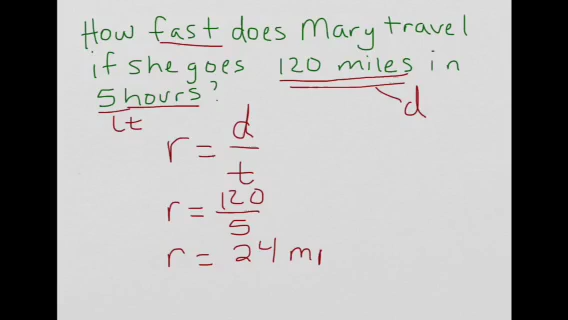 How fast does Mary travel
if she goes 120 miles in
5 hours?
t
d
r = d/t
r = 120/5
r = 24 mi